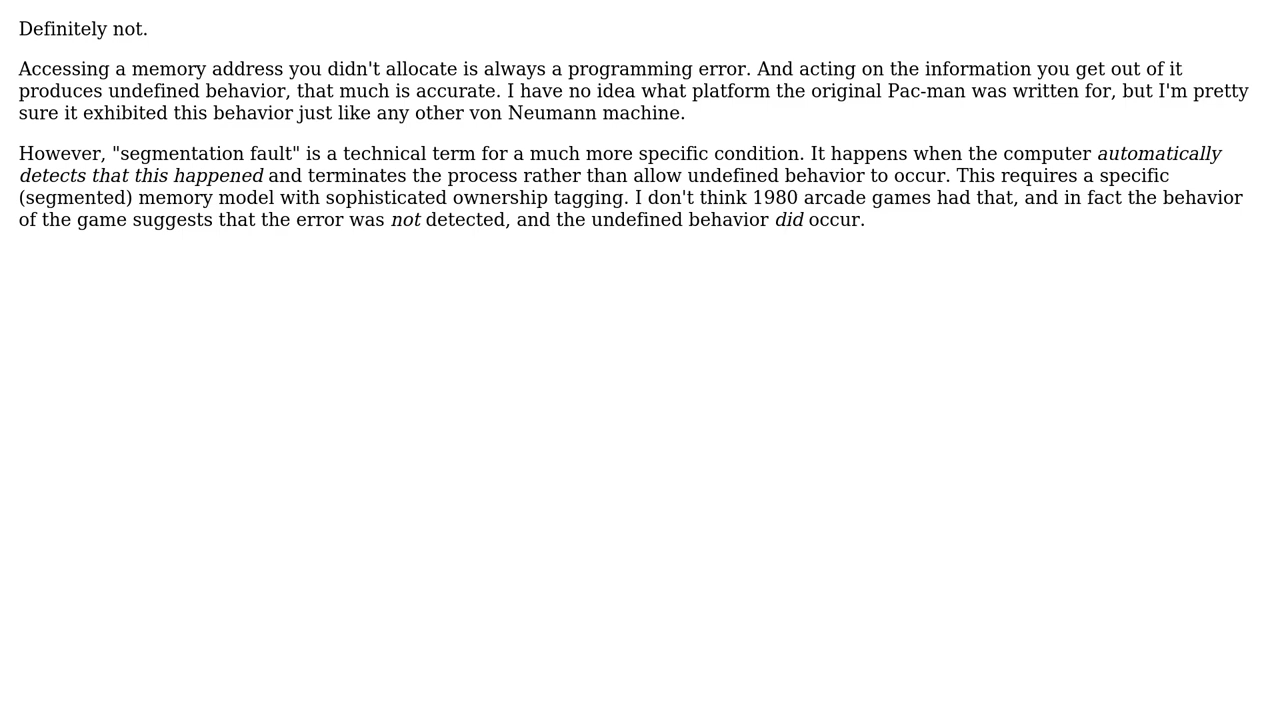 Definitely not.
Accessing a memory address you didn't allocate is always a programming error. And acting on the information you get out of it
produces undefined behavior, that much is accurate. I have no idea what platform the original Pac-man was written for, but I'm pretty
sure it exhibited this behavior just like any other von Neumann machine.
However, "segmentation fault" is a technical term for a much more specific condition. It happens when the computer automatically
detects that this happened and terminates the process rather than allow undefined behavior to occur. This requires a specific
(segmented) memory model with sophisticated ownership tagging. I don't think 1980 arcade games had that, and in fact the behavior
of the game suggests that the error was not detected, and the undefined behavior did occur.